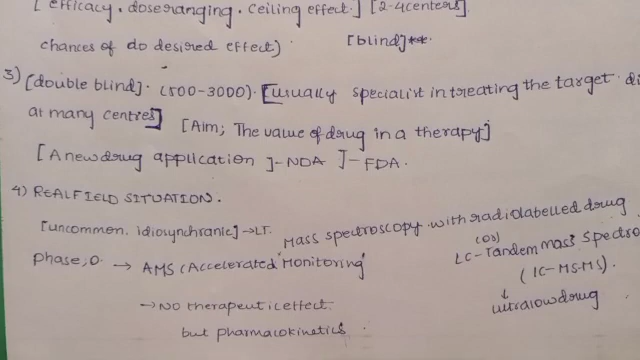 [efficacy. doseranging. ceiling effect.] [2-4centers].
chances of do desired effect) [blind]**.
3) [double blind]. (500-3000). [usually specialist in treating the target di
at many centres] [Aim; The value of drug in a therapy]
[A new drug application ]-NDA ]-FDA.
4) REALFIELD SITUATION.
[uncommon. idiosynchranic]→LT.
Mass spectroscopy with radiolabelled drug
(or)
Phase,0. → AMS (Accelerated Monitoring
LC-Tandem mass spectro
(LC-MS-MS).
↓
ultralowdrug
→ NO therapeutic effect.
but pharmacokinetics.